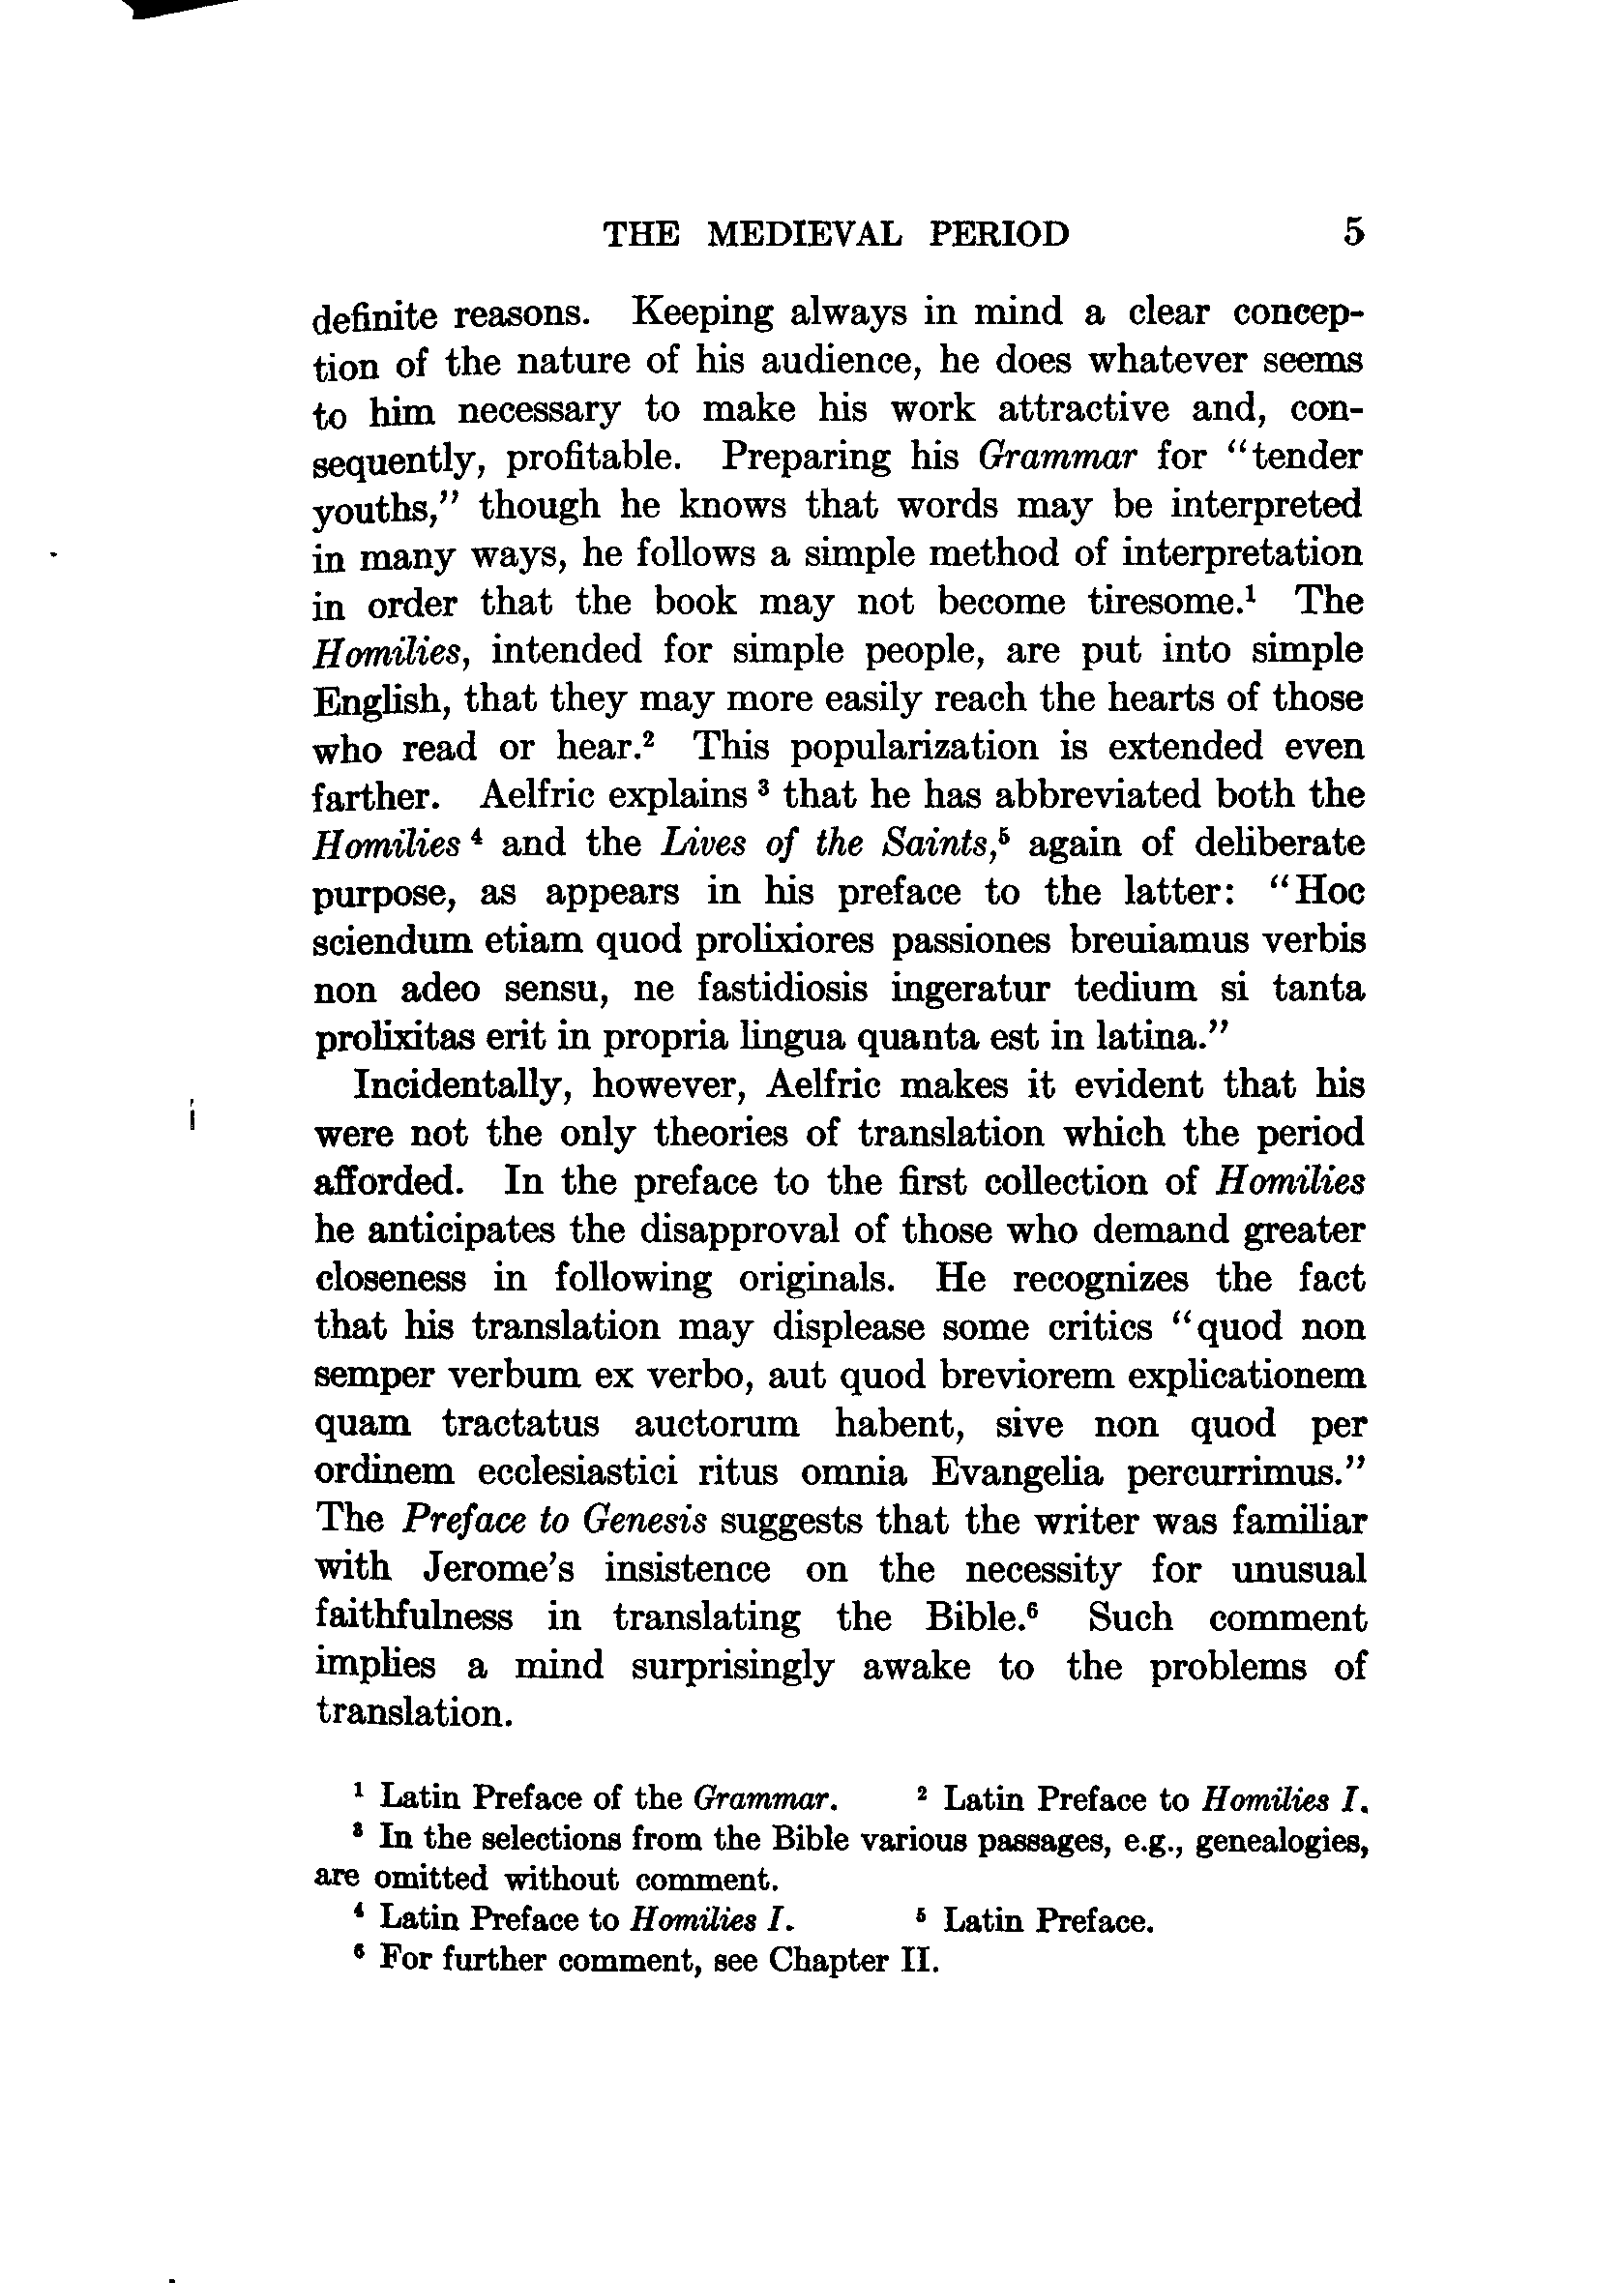 THE MEDIEVAL PERIOD 5
definite reasons. Keeping always in mind a clear concep-
tion of the nature of his audience, he does whatever seems
to him necessary to make his work attractive and, con-
sequently, profitable. Preparing his Grammar for "tender
youths," though he knows that words may be interpreted
in many ways, he follows a simple method of interpretation
in order that the book may not become tiresome.¹ The
Homilies, intended for simple people, are put into simple
English, that they may more easily reach the hearts of those
who read or hear.² This popularization is extended even
farther. Aelfric explains ³ that he has abbreviated both the
Homilies ⁴ and the Lives of the Saints,⁵ again of deliberate
purpose, as appears in his preface to the latter: "Hoc
sciendum etiam quod prolixiores passiones breuiamus verbis
non adeo sensu, ne fastidiosis ingeratur tedium si tanta
prolixitas erit in propria lingua quanta est in latina."
Incidentally, however, Aelfric makes it evident that his
were not the only theories of translation which the period
afforded. In the preface to the first collection of Homilies
he anticipates the disapproval of those who demand greater
closeness in following originals. He recognizes the fact
that his translation may displease some critics "quod non
semper verbum ex verbo, aut quod breviorem explicationem
quam tractatus auctorum habent, sive non quod per
ordinem ecclesiastici ritus omnia Evangelia percurrimus."
The Preface to Genesis suggests that the writer was familiar
with Jerome's insistence on the necessity for unusual
faithfulness in translating the Bible.⁶ Such comment
implies a mind surprisingly awake to the problems of
translation.
¹ Latin Preface of the Grammar. ² Latin Preface to Homilies I.
³ In the selections from the Bible various passages, e.g., genealogies,
are omitted without comment.
⁴ Latin Preface to Homilies I. ⁵ Latin Preface.
⁶ For further comment, see Chapter II.